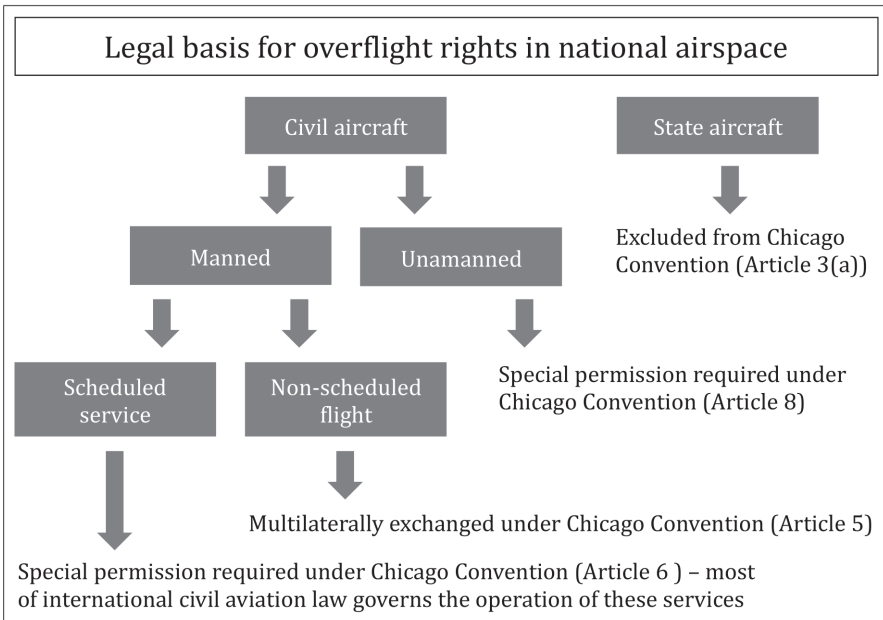 Legal basis for overflight rights in national airspace
Civil aircraft
State aircraft
Manned
Unamanned
Excluded from Chicago
Convention (Article 3(a))
Scheduled
service
Non-scheduled
flight
Special permission required under
Chicago Convention (Article 8)
Multilaterally exchanged under Chicago Convention (Article 5)
Special permission required under Chicago Convention (Article 6 ) – most
of international civil aviation law governs the operation of these services